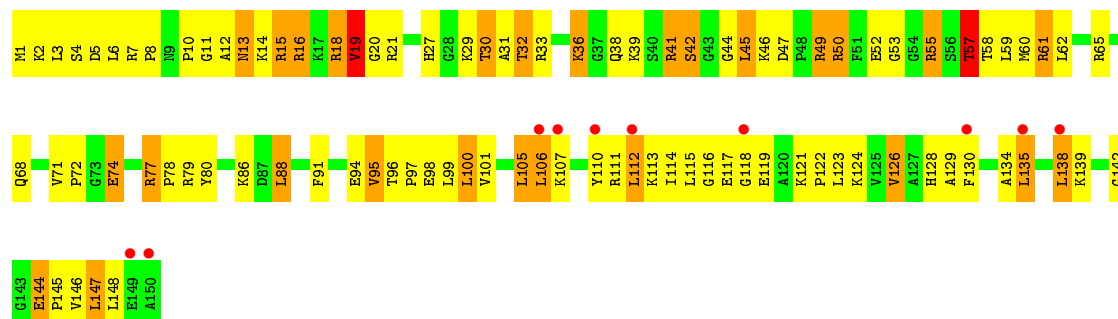 M1 K2 L3 S4 D5 L6 R7 P8 N9 P10 G11 A12 N13 K14 R15 R16 K17 R18 V19 G20 R21 H27 G28 K29 T30 A31 T32 R33 K36 G37 Q38 K39 S40 R41 S42 G43 G44 L45 K46 D47 P48 R49 R50 F51 E52 G53 G54 R55 S56 T57 T58 L59 M60 R61 L62 R65
Q68 V71 P72 G73 E74 R77 P78 R79 Y80 K86 D87 L88 F91 E94 V95 T96 P97 E98 L99 L100 V101 L105 L106 K107 Y110 R111 L112 K113 I114 L115 G116 E117 G118 E119 A120 K121 P122 L123 K124 V125 V126 A127 H128 A129 F130 A134 L135 L138 K139 G142
G143 E144 P145 V146 L147 L148 E149 A150